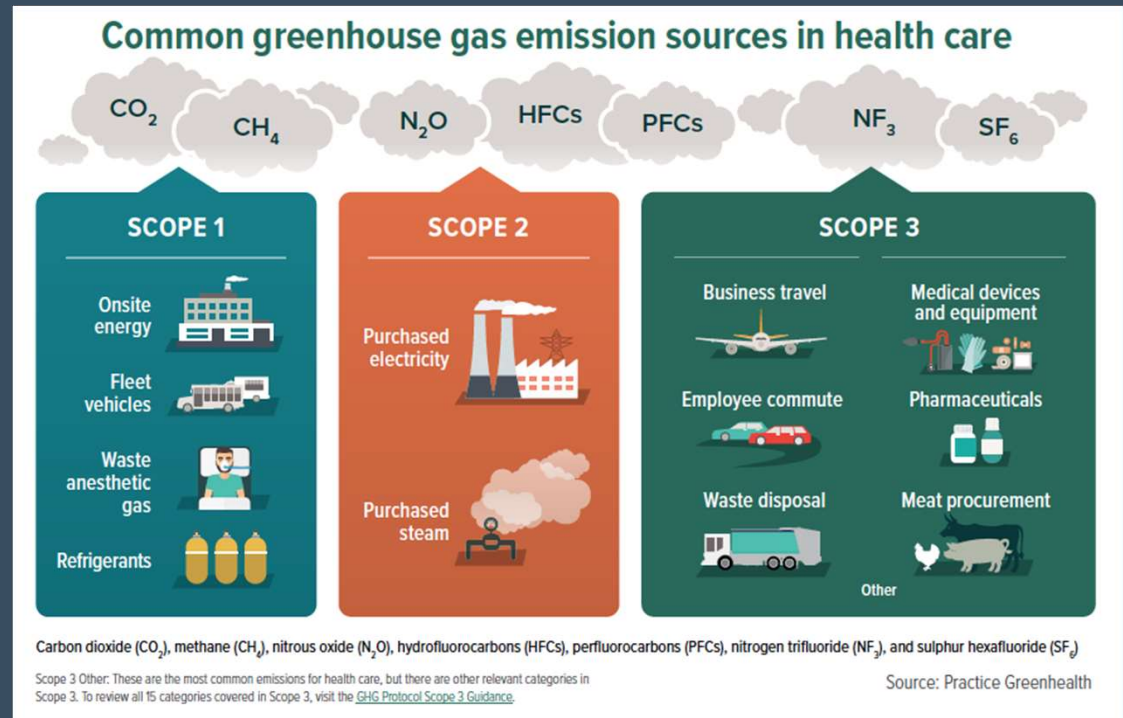 Common greenhouse gas emission sources in health care
CO₂
CH₄
N₂O
HFCs
PFCs
NF₃
SF₆
SCOPE 1
Onsite
energy
Fleet
vehicles
Waste
anesthetic
gas
Refrigerants
SCOPE 2
Purchased
electricity
Purchased
steam
SCOPE 3
Business travel
Employee commute
Waste disposal
Medical devices
and equipment
Pharmaceuticals
Meat procurement
Other
Carbon dioxide (CO₂), methane (CH₄), nitrous oxide (N₂O), hydrofluorocarbons (HFCs), perfluorocarbons (PFCs), nitrogen trifluoride (NF₃), and sulphur hexafluoride (SF₆)
Scope 3 Other: These are the most common emissions for health care, but there are other relevant categories in
Scope 3. To review all 15 categories covered in Scope 3, visit the GHG Protocol Scope 3 Guidance.
Source: Practice Greenhealth